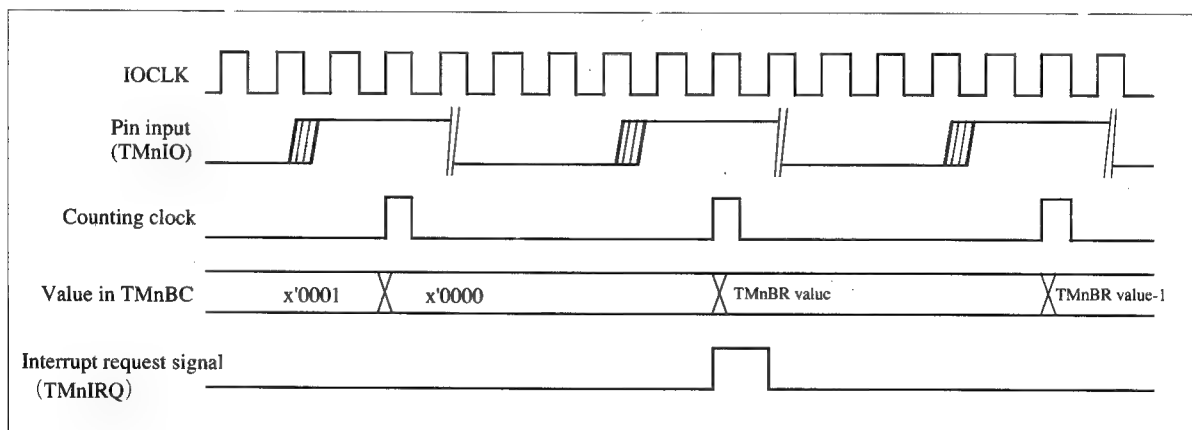 IOCLK
Pin input
(TMnIO)
Counting clock
Value in TMnBC
x'0001
x'0000
TMnBR value
TMnBR value-1
Interrupt request signal
(TMnIRQ)